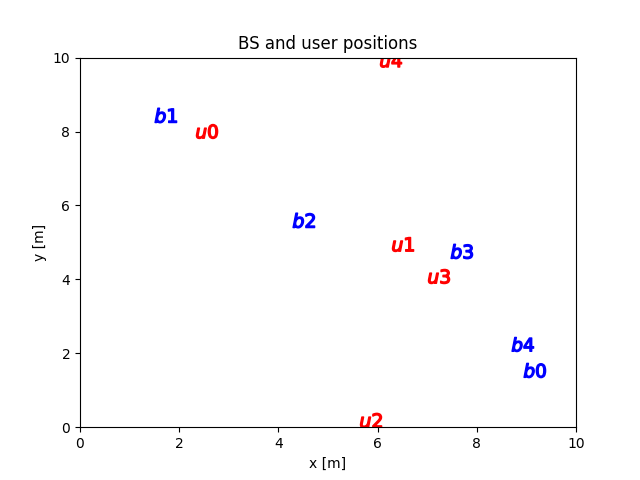 BS and user positions
10
u4
b1
u0
8
6
b2
u1
b3
y [m]
u3
4
b4
2
b0
u2
0
0 2 4 6 8 10
x [m]